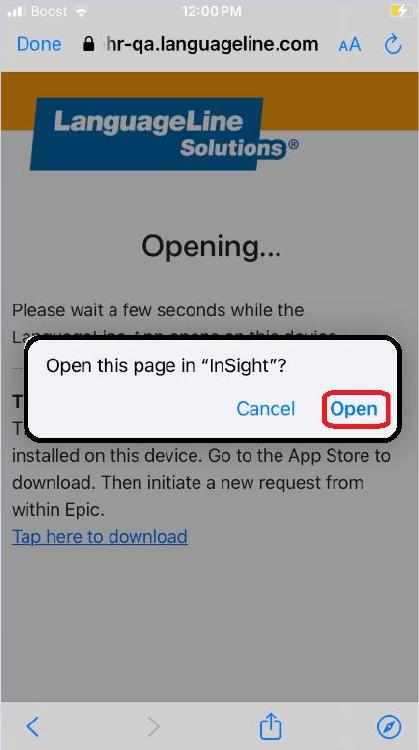 Boost 12:00 PM
Done hr-qa.languageline.com AA
LanguageLine
Solutions®
Opening...
Please wait a few seconds while the
LanguageLine App opens on this device.
Open this page in “InSight”?
Cancel Open
T
T
installed on this device. Go to the App Store to
download. Then initiate a new request from
within Epic.
Tap here to download